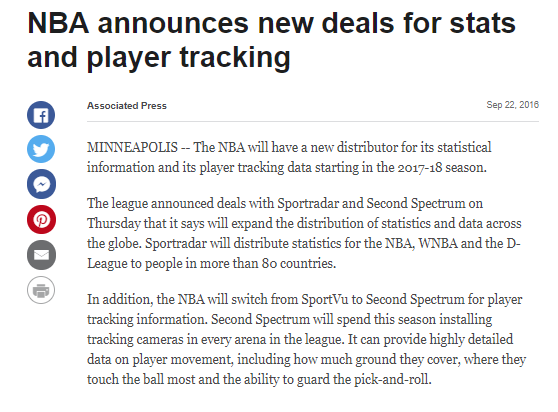 NBA announces new deals for stats
and player tracking
Associated Press
Sep 22, 2016
MINNEAPOLIS -- The NBA will have a new distributor for its statistical
information and its player tracking data starting in the 2017-18 season.
The league announced deals with Sportradar and Second Spectrum on
Thursday that it says will expand the distribution of statistics and data across
the globe. Sportradar will distribute statistics for the NBA, WNBA and the D-
League to people in more than 80 countries.
In addition, the NBA will switch from SportVu to Second Spectrum for player
tracking information. Second Spectrum will spend this season installing
tracking cameras in every arena in the league. It can provide highly detailed
data on player movement, including how much ground they cover, where they
touch the ball most and the ability to guard the pick-and-roll.